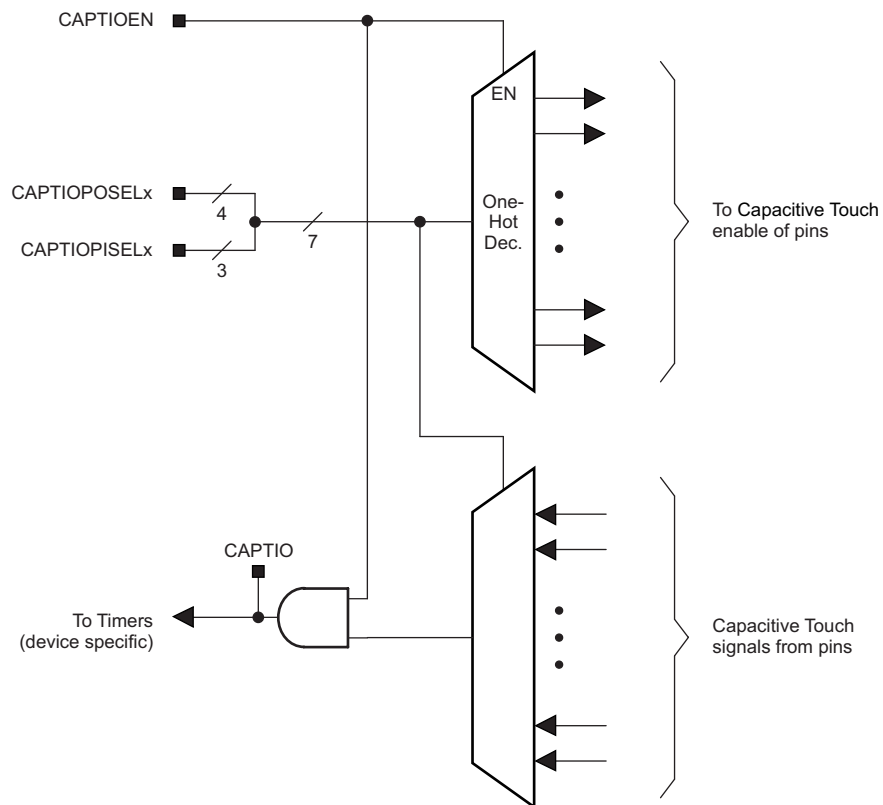 CAPTIOEN
EN
CAPTIOPOSELx
4
7
CAPTIOPISELx
3
One-
Hot
Dec.
To Capacitive Touch
enable of pins
CAPTIO
To Timers
(device specific)
Capacitive Touch
signals from pins